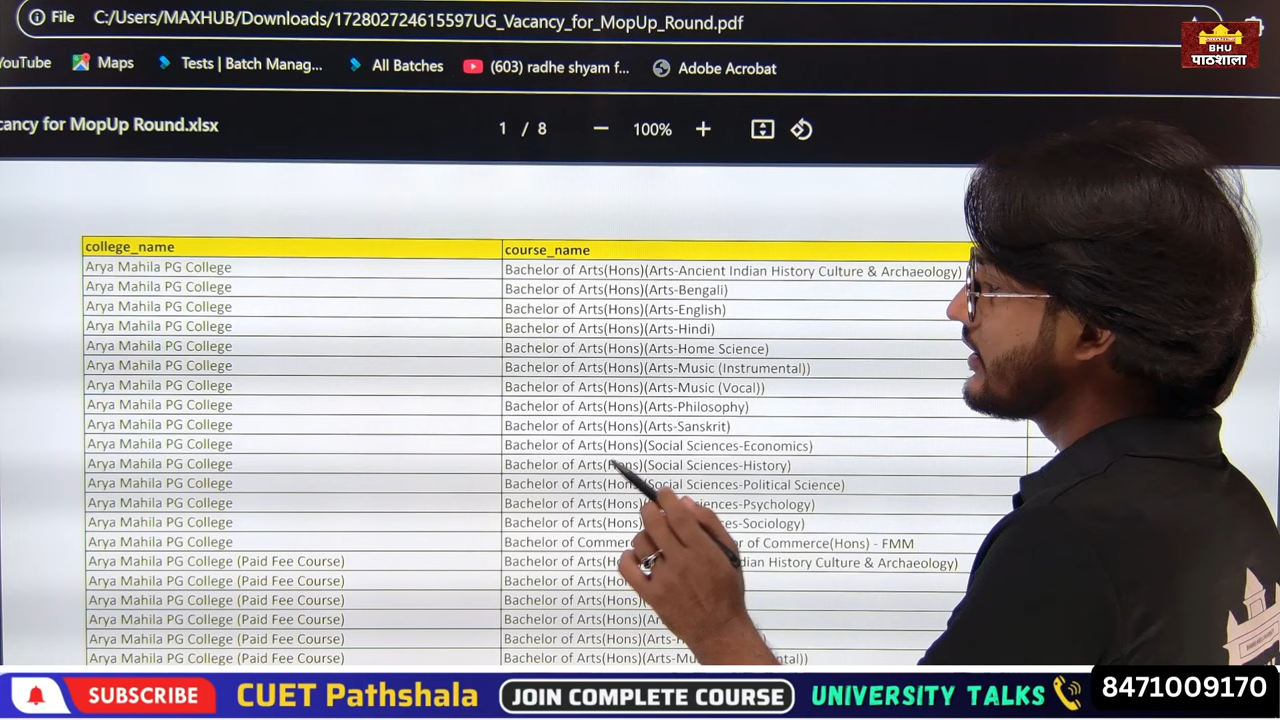 File C:/Users/MAXHUB/Downloads/172802724615597UG_Vacancy_for_MopUp_Round.pdf
BHU
पाठशाला
YouTube Maps Tests | Batch Manag... All Batches (603) radhe shyam f... Adobe Acrobat
cancy for MopUp Round.xlsx 1 / 8 — 100% +
college_name course_name
Arya Mahila PG College Bachelor of Arts(Hons)(Arts-Ancient Indian History Culture & Archaeology)
Arya Mahila PG College Bachelor of Arts(Hons)(Arts-Bengali)
Arya Mahila PG College Bachelor of Arts(Hons)(Arts-English)
Arya Mahila PG College Bachelor of Arts(Hons)(Arts-Hindi)
Arya Mahila PG College Bachelor of Arts(Hons)(Arts-Home Science)
Arya Mahila PG College Bachelor of Arts(Hons)(Arts-Music (Instrumental))
Arya Mahila PG College Bachelor of Arts(Hons)(Arts-Music (Vocal))
Arya Mahila PG College Bachelor of Arts(Hons)(Arts-Philosophy)
Arya Mahila PG College Bachelor of Arts(Hons)(Arts-Sanskrit)
Arya Mahila PG College Bachelor of Arts(Hons)(Social Sciences-Economics)
Arya Mahila PG College Bachelor of Arts(Hons)(Social Sciences-History)
Arya Mahila PG College Bachelor of Arts(Hons)(Social Sciences-Political Science)
Arya Mahila PG College Bachelor of Arts(Hons) Sciences-Psychology)
Arya Mahila PG College Bachelor of Arts(Hons) ces-Sociology)
Arya Mahila PG College Bachelor of Commerc or of Commerce(Hons) - FMM
Arya Mahila PG College (Paid Fee Course) Bachelor of Arts(Ho dian History Culture & Archaeology)
Arya Mahila PG College (Paid Fee Course) Bachelor of Arts(Ho
Arya Mahila PG College (Paid Fee Course) Bachelor of Arts(Hons)
Arya Mahila PG College (Paid Fee Course) Bachelor of Arts(Hons)(Ar
Arya Mahila PG College (Paid Fee Course) Bachelor of Arts(Hons)(Arts-H
Arya Mahila PG College (Paid Fee Course) Bachelor of Arts(Hons)(Arts-Mu ntal))
SUBSCRIBE CUET Pathshala JOIN COMPLETE COURSE UNIVERSITY TALKS 8471009170